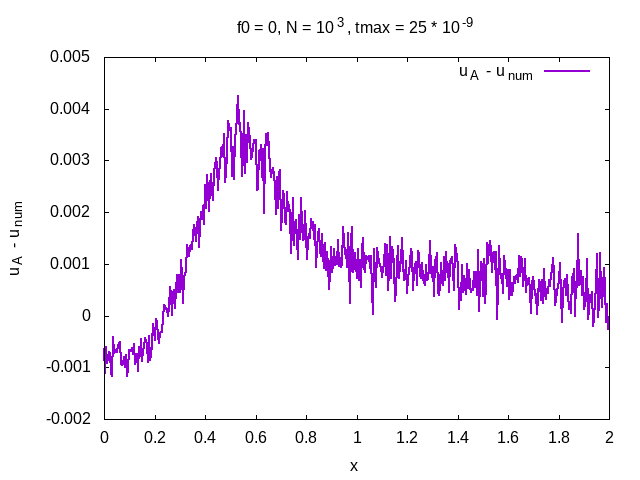 f0 = 0, N = 10^3, tmax = 25 * 10^-9
u_A - u_num
0.005
0.004
0.003
0.002
0.001
0
-0.001
-0.002
u_A - u_num
0 0.2 0.4 0.6 0.8 1 1.2 1.4 1.6 1.8 2
x